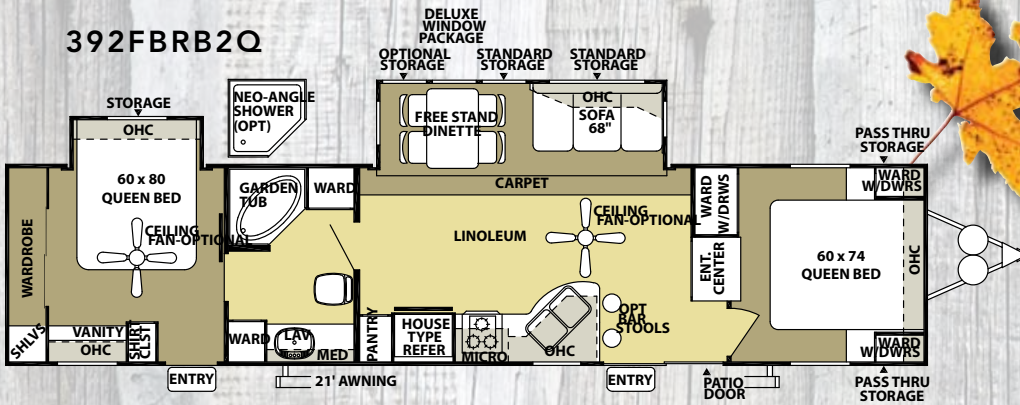 392FBRB2Q
DELUXE
WINDOW
PACKAGE
OPTIONAL
STORAGE
STANDARD
STORAGE
STANDARD
STORAGE
STORAGE
OHC
60 x 80
QUEEN BED
CEILING
FAN-OPTIONAL
WARDROBE
SHLVS
VANITY
OHC
SHIRT
CLST
ENTRY
NEO-ANGLE
SHOWER
(OPT)
GARDEN
TUB
WARD
WARD
LAV
MED
21' AWNING
FREE STAND
DINETTE
OHC
SOFA
68"
CARPET
LINOLEUM
CEILING
FAN-OPTIONAL
PANTRY
HOUSE
TYPE
REFER
MICRO
OHC
OPT
BAR
STOOLS
ENTRY
WARD
W/DRWS
ENT.
CENTER
PATIO
DOOR
PASS THRU
STORAGE
WARD
W/DWRS
60 x 74
QUEEN BED
OHC
WARD
W/DWRS
PASS THRU
STORAGE